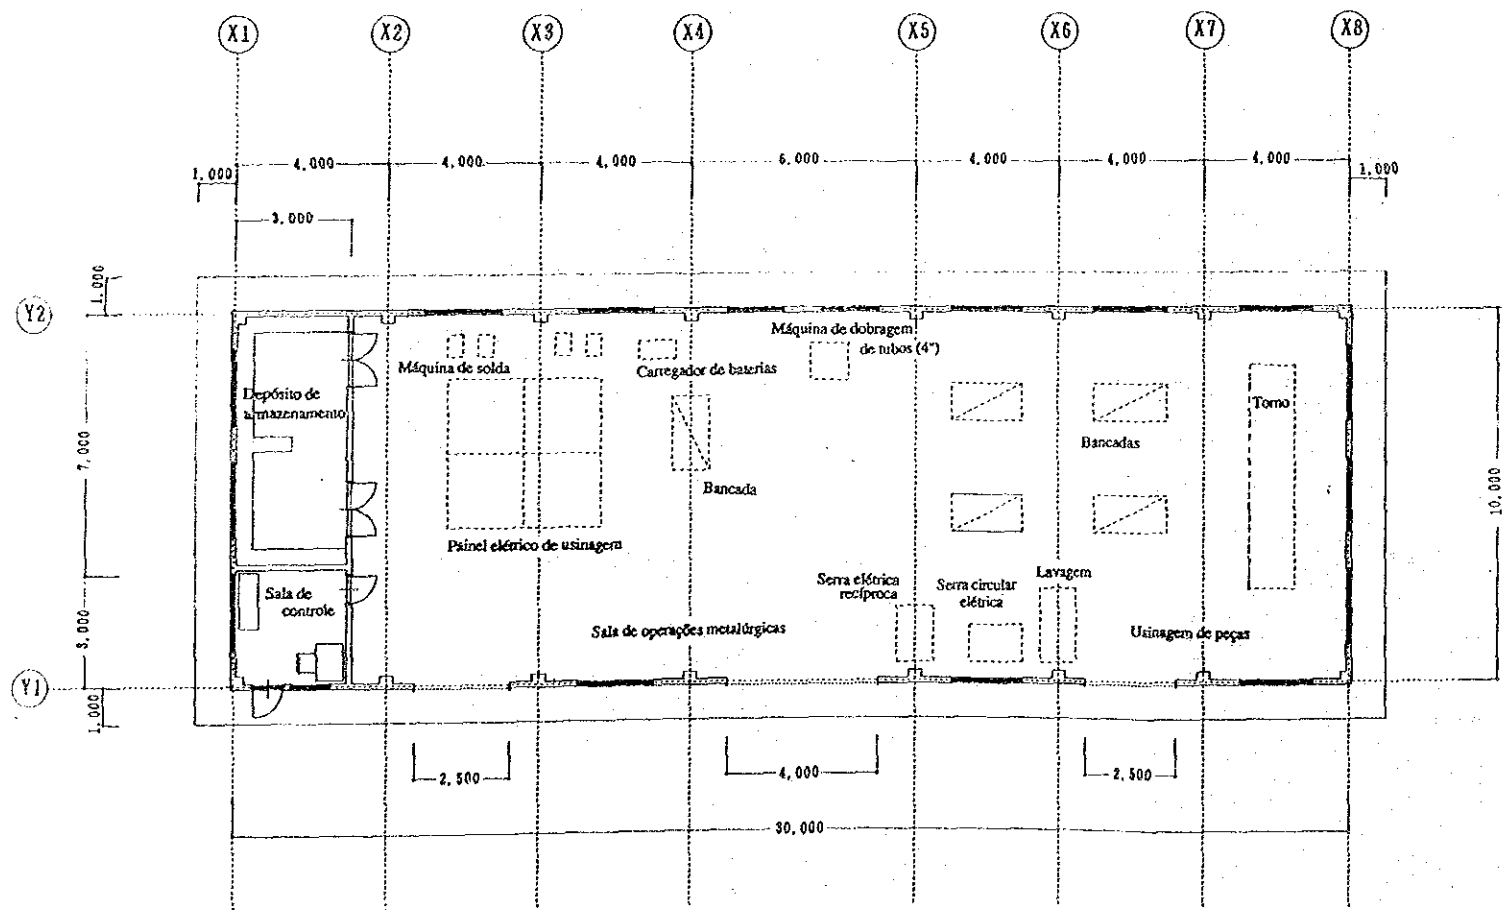 X1 X2 X3 X4 X5 X6 X7 X8
4,000 4,000 4,000 6,000 4,000 4,000 4,000
1,000 1,000
3,000
1,000
Y2
Máquina de dobragem
de tubos (4")
Máquina de solda
Carregador de baterias
Depósito de
armazenamento
Torno
7,000
Bancadas
Bancada
10,000
Painel elétrico de usinagem
Lavagem
Serra elétrica
recíproca
Serra circular
elétrica
Sala de
controle
3,000
Sala de operações metalúrgicas
Usinagem de peças
Y1
1,000
2,500 4,000 2,500
30,000